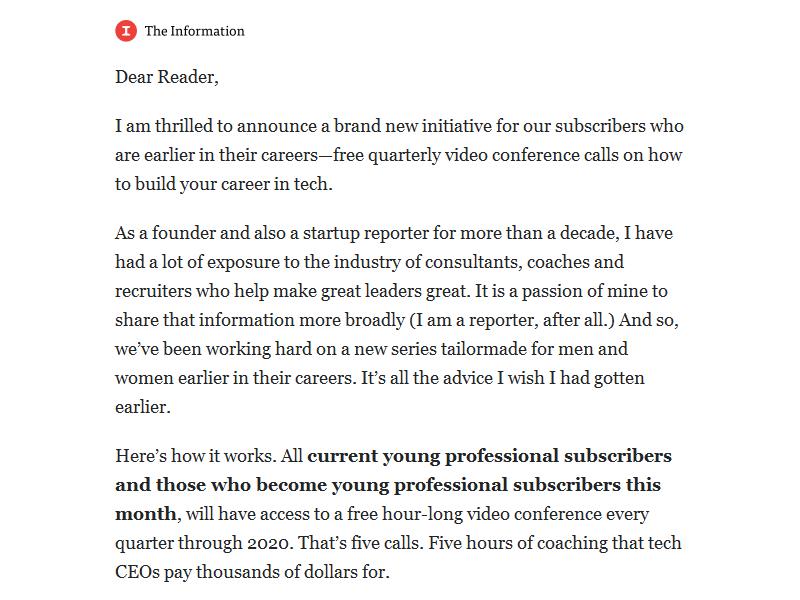 The Information
Dear Reader,
I am thrilled to announce a brand new initiative for our subscribers who
are earlier in their careers—free quarterly video conference calls on how
to build your career in tech.
As a founder and also a startup reporter for more than a decade, I have
had a lot of exposure to the industry of consultants, coaches and
recruiters who help make great leaders great. It is a passion of mine to
share that information more broadly (I am a reporter, after all.) And so,
we’ve been working hard on a new series tailormade for men and
women earlier in their careers. It’s all the advice I wish I had gotten
earlier.
Here’s how it works. All current young professional subscribers
and those who become young professional subscribers this
month, will have access to a free hour-long video conference every
quarter through 2020. That’s five calls. Five hours of coaching that tech
CEOs pay thousands of dollars for.